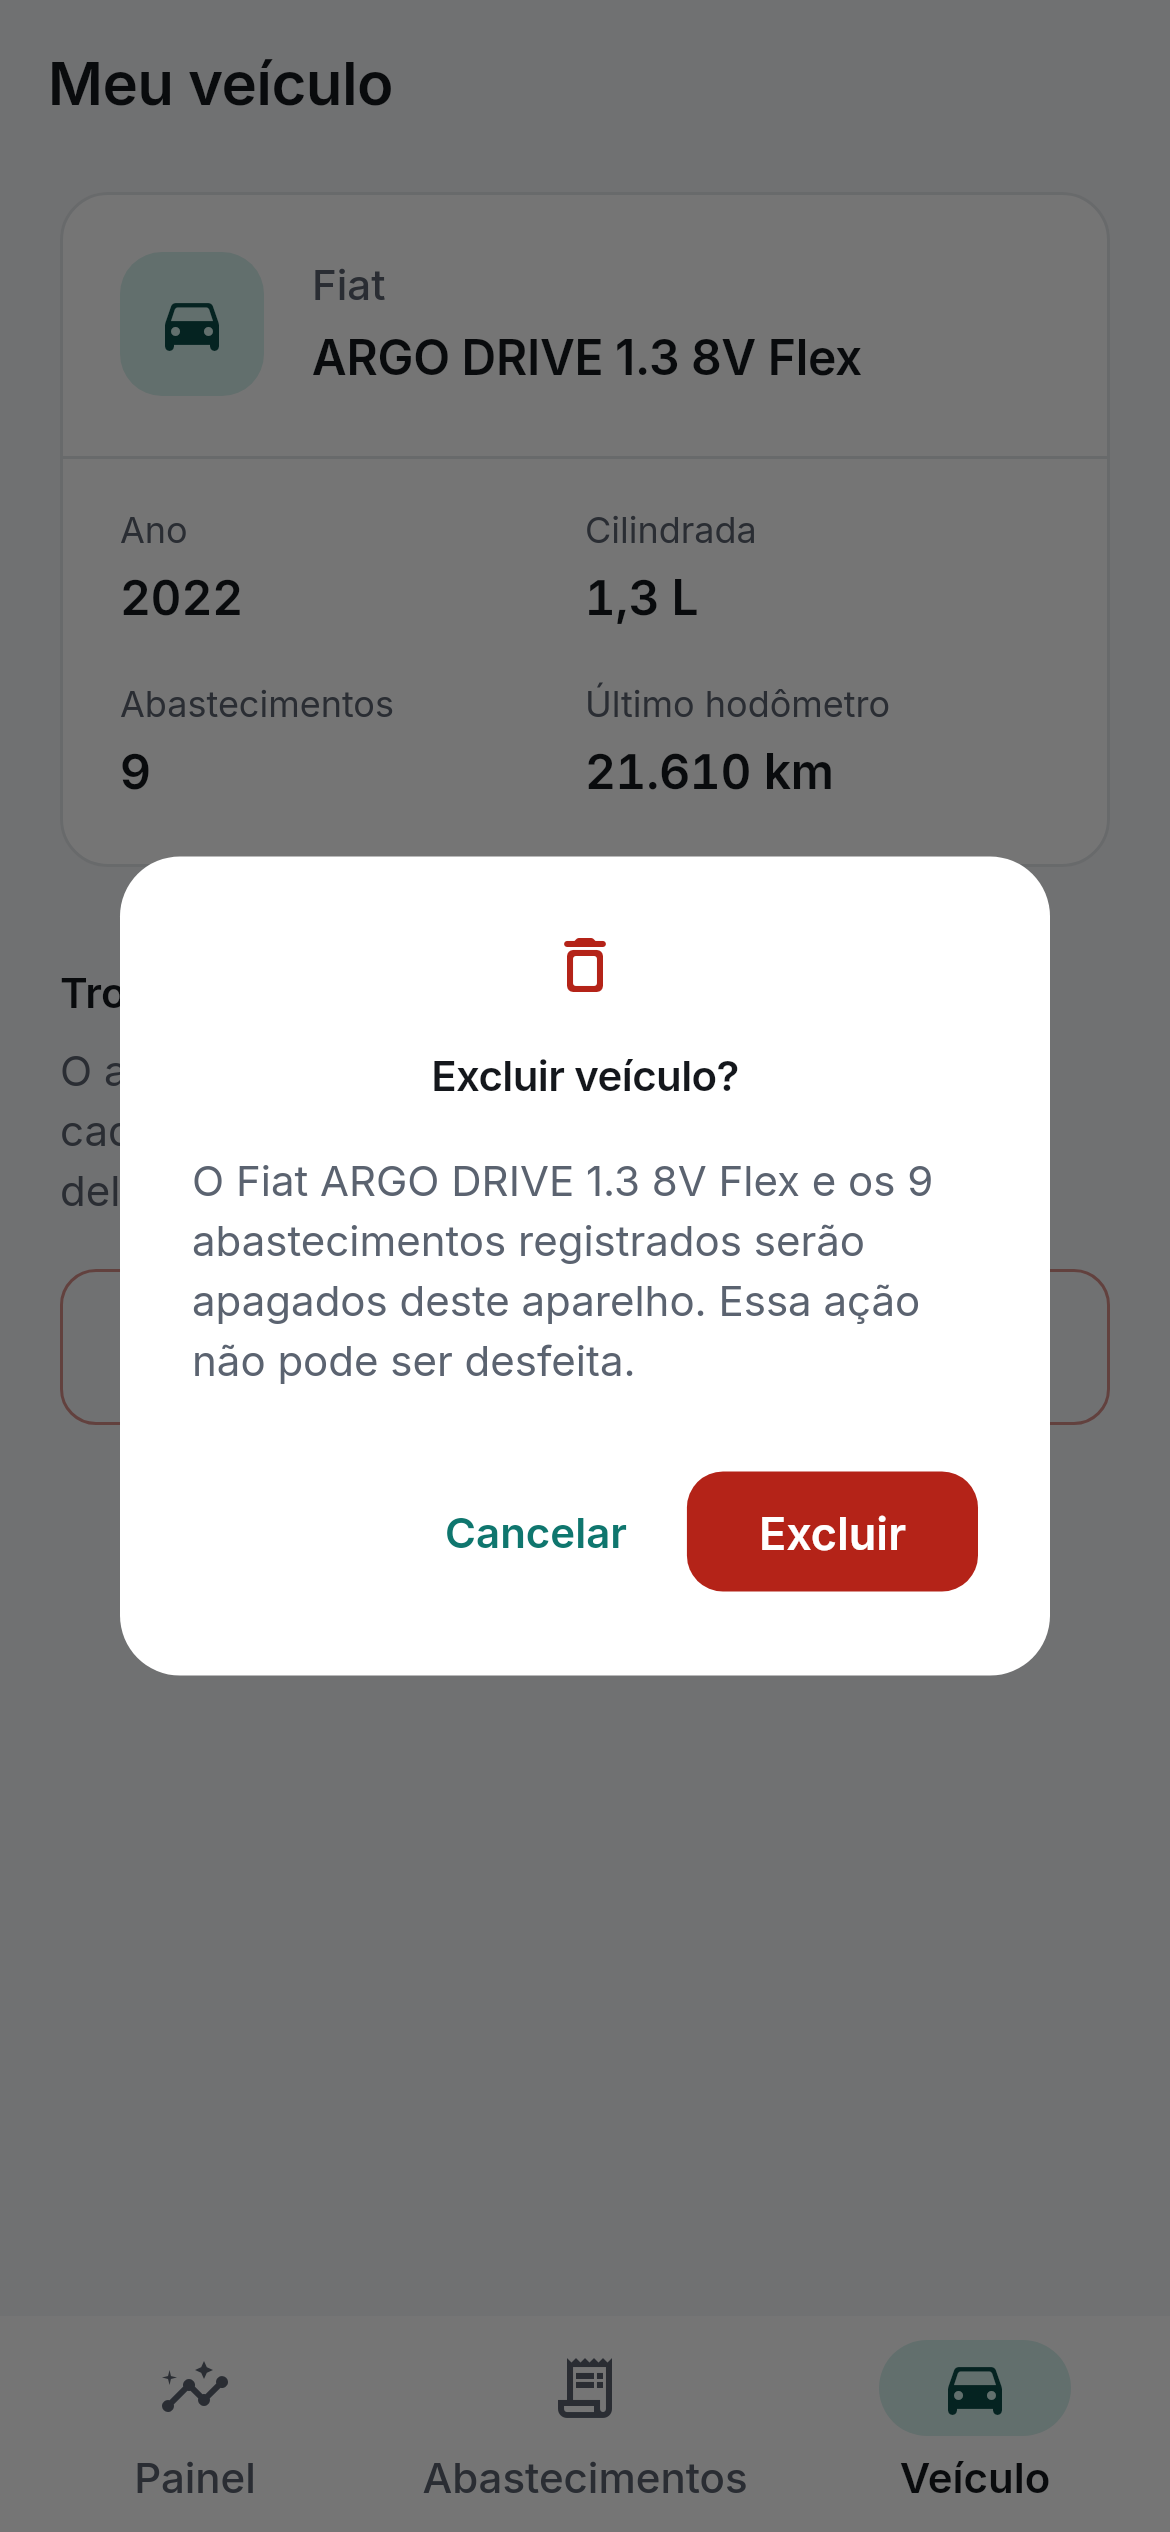 Meu veículo
Fiat
ARGO DRIVE 1.3 8V Flex
Ano
Cilindrada
2022
1,3 L
Abastecimentos
Último hodômetro
9
21.610 km
Excluir veículo?
O Fiat ARGO DRIVE 1.3 8V Flex e os 9
abastecimentos registrados serão
apagados deste aparelho. Essa ação
não pode ser desfeita.
Cancelar
Excluir
Painel
Abastecimentos
Veículo